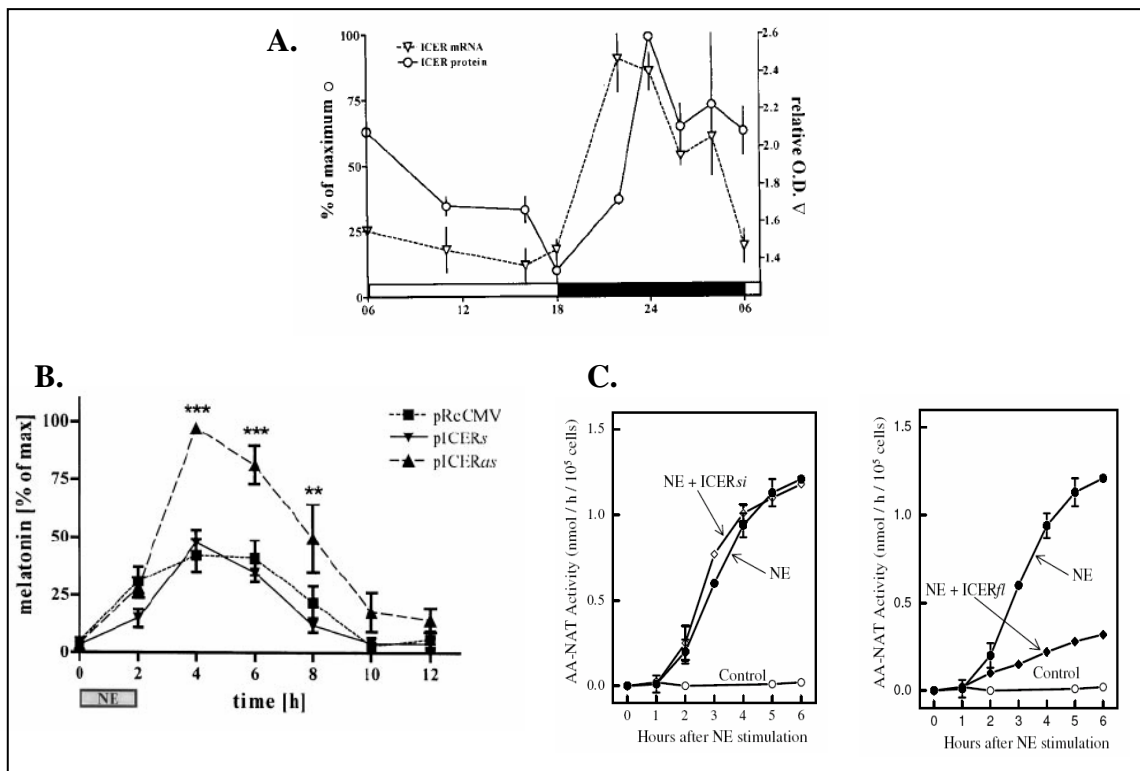 A.
ICER mRNA
ICER protein
% of maximum ○
100
75
50
25
0
relative O.D. ▽
2.6
2.4
2.2
2.0
1.8
1.6
1.4
06 12 18 24 06
B.
melatonin [% of max]
100
75
50
25
0
*** *** **
pRcCMV
pICERs
pICERas
0 2 4 6 8 10 12
NE
time [h]
C.
AA-NAT Activity (nmol / h / 10⁵ cells)
1.5
1.0
0.5
0.0
NE + ICERsi
NE
Control
0 1 2 3 4 5 6
Hours after NE stimulation
AA-NAT Activity (nmol / h / 10⁵ cells)
1.5
1.0
0.5
0.0
NE
NE + ICERfl
Control
0 1 2 3 4 5 6
Hours after NE stimulation